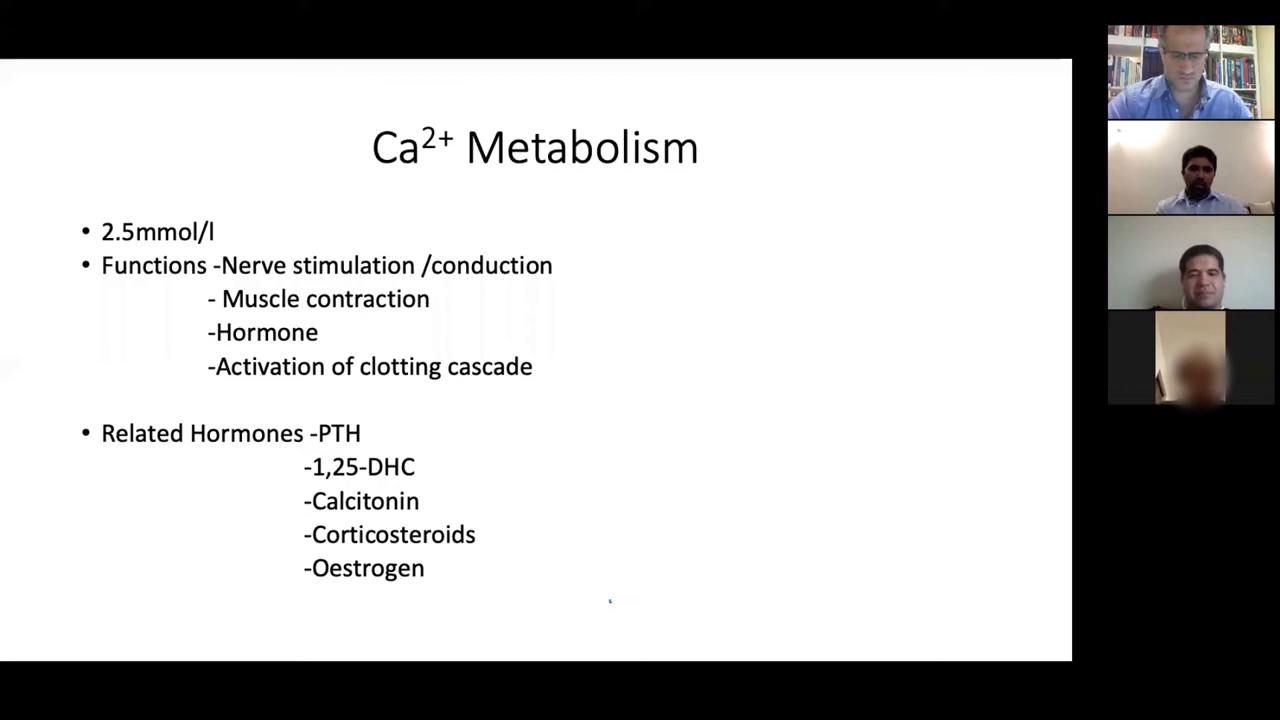 Ca²⁺ Metabolism
• 2.5mmol/l
• Functions -Nerve stimulation /conduction
- Muscle contraction
-Hormone
-Activation of clotting cascade
• Related Hormones -PTH
-1,25-DHC
-Calcitonin
-Corticosteroids
-Oestrogen